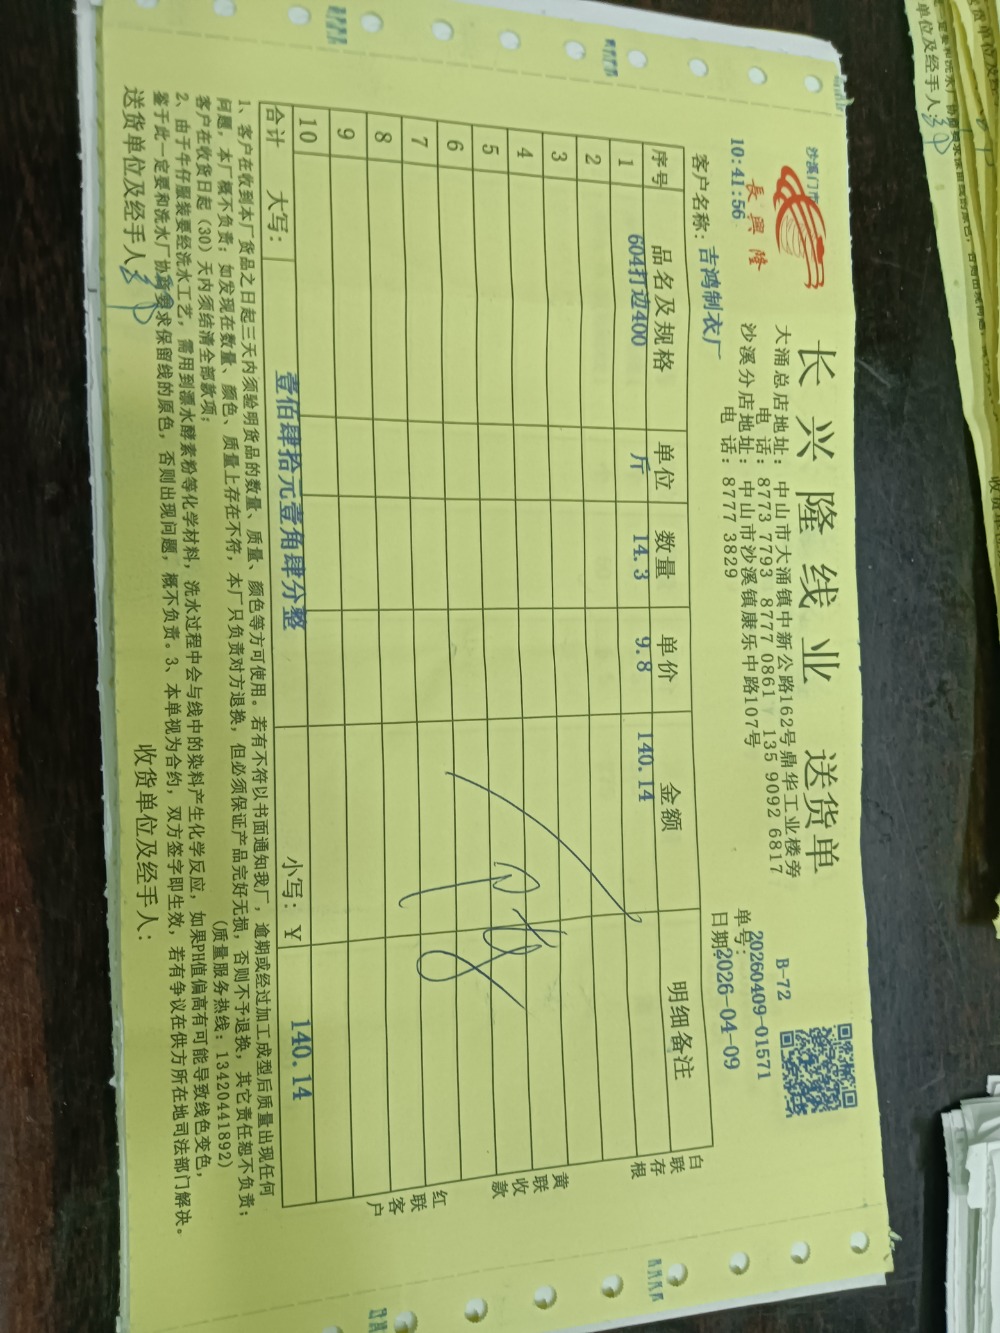 沙溪门市
10:41:56
長興隆
长兴隆线业 送货单
大涌总店地址：中山市大涌镇中新公路162号鼎华工业楼旁
电话：8773 7793 8777 0861 135 9092 6817
沙溪分店地址：中山市沙溪镇康乐中路107号
电话：8777 3829
B-72
单号：20260409-01571
日期：2026-04-09
客户名称：吉鸿制衣厂
序号 品名及规格 单位 数量 单价 金额 明细备注
1 604打边400 斤 14.3 9.8 140.14
2
3
4
5
6
7
8
9
10
合计 大写：壹佰肆拾元壹角肆分整 小写：Y 140.14
白联存根
黄联收款
红联客户
1、客户在收到本厂货品之日起三天内须验明货品的数量、质量、颜色等方可使用。若有不符以书面通知我厂，逾期或经过加工成型后质量出现任何
问题，本厂概不负责；如发现在数量、颜色、质量上存在不符，本厂只负责对方退换，但必须保证产品完好无损，否则不予退换，其它责任恕不负责；
客户在收货日起（30）天内须结清全部款项；（质量服务热线：13420441892）
2、由于牛仔服装要经洗水工艺，需用到漂水酵素粉等化学材料，洗水过程中会与线中的染料产生化学反应，如果PH值偏高有可能导致线色变色，
鉴于此一定要和洗水厂协商要求保留线的原色，否则出现问题，概不负责。3、本单视为合约，双方签字即生效，若有争议在供方所在地司法部门解决。
送货单位及经手人： 收货单位及经手人：
单位及经手人：